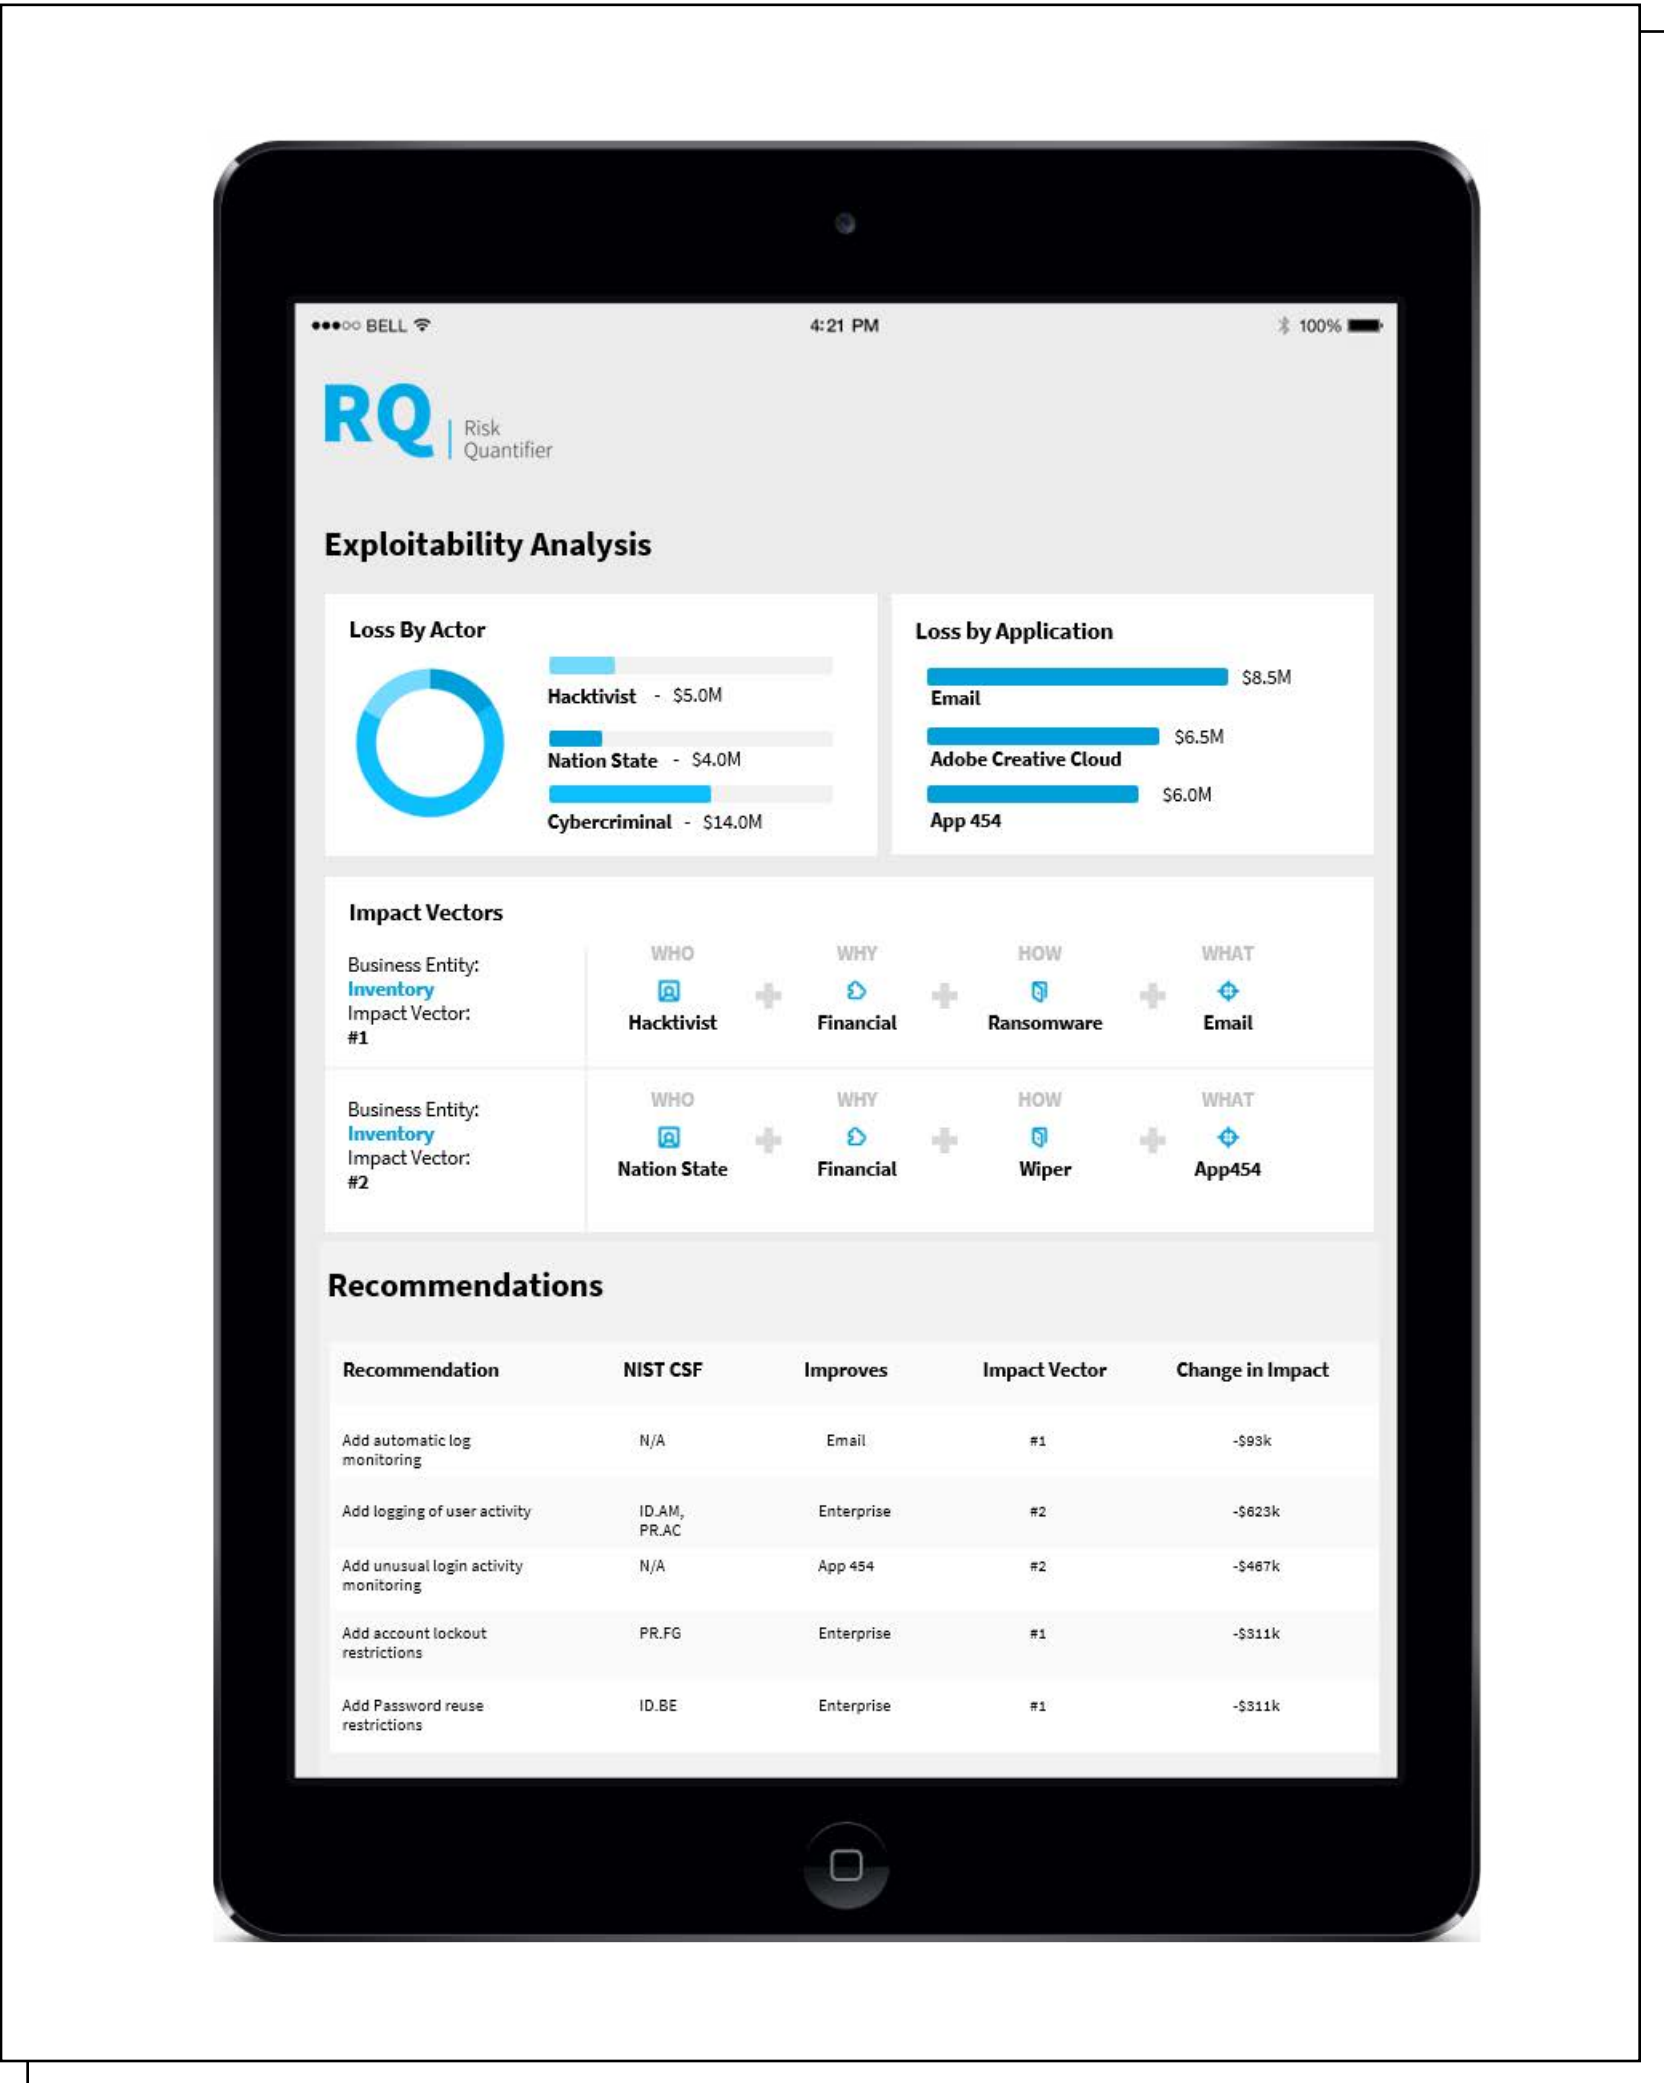 BELL 4:21 PM 100%
RQ
Risk
Quantifier
Exploitability Analysis
Loss By Actor
Hacktivist - $5.0M
Nation State - $4.0M
Cybercriminal - $14.0M
Loss by Application
$8.5M
Email
$6.5M
Adobe Creative Cloud
$6.0M
App 454
Impact Vectors
Business Entity:
Inventory
Impact Vector:
#1
WHO WHY HOW WHAT
Hacktivist Financial Ransomware Email
Business Entity:
Inventory
Impact Vector:
#2
WHO WHY HOW WHAT
Nation State Financial Wiper App454
Recommendations
Recommendation NIST CSF Improves Impact Vector Change in Impact
Add automatic log N/A Email #1 -$93k
monitoring
Add logging of user activity ID.AM, Enterprise #2 -$623k
PR.AC
Add unusual login activity N/A App 454 #2 -$467k
monitoring
Add account lockout PR.FG Enterprise #1 -$311k
restrictions
Add Password reuse ID.BE Enterprise #1 -$311k
restrictions